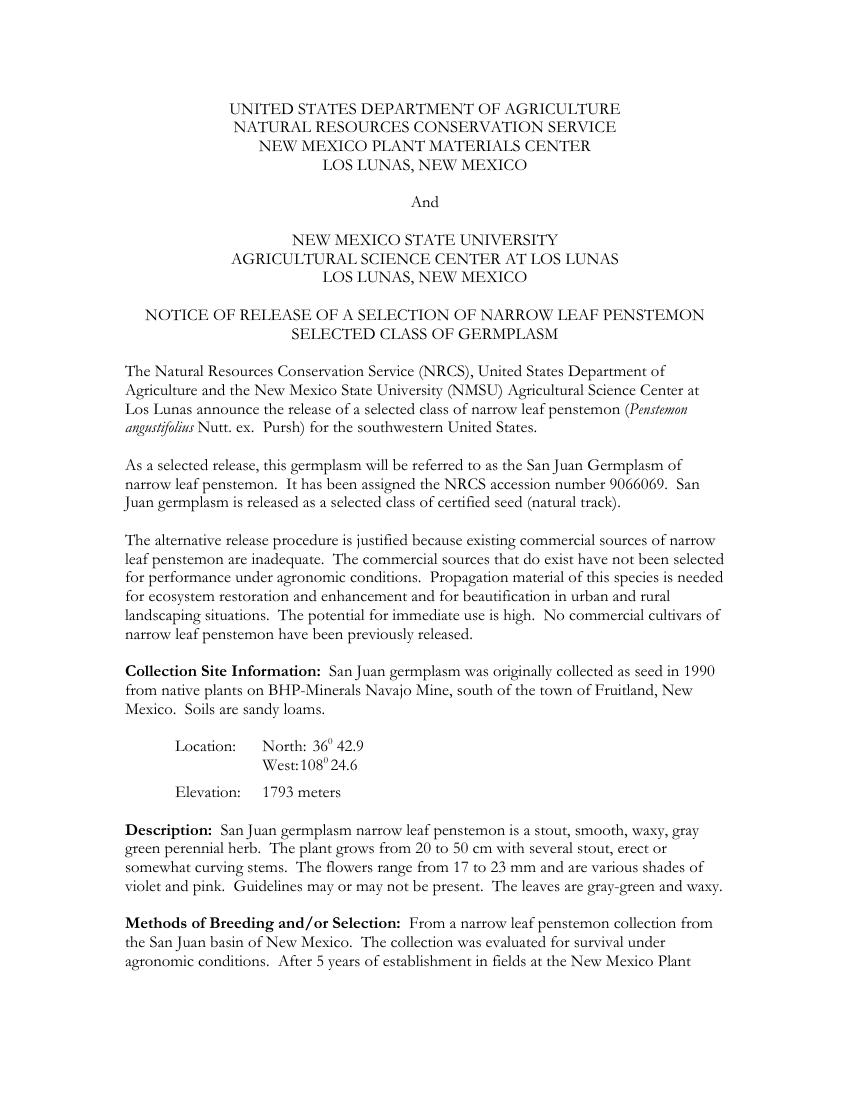 UNITED STATES DEPARTMENT OF AGRICULTURE
NATURAL RESOURCES CONSERVATION SERVICE
NEW MEXICO PLANT MATERIALS CENTER
LOS LUNAS, NEW MEXICO
And
NEW MEXICO STATE UNIVERSITY
AGRICULTURAL SCIENCE CENTER AT LOS LUNAS
LOS LUNAS, NEW MEXICO
NOTICE OF RELEASE OF A SELECTION OF NARROW LEAF PENSTEMON
SELECTED CLASS OF GERMPLASM
The Natural Resources Conservation Service (NRCS), United States Department of
Agriculture and the New Mexico State University (NMSU) Agricultural Science Center at
Los Lunas announce the release of a selected class of narrow leaf penstemon (Penstemon
angustifolius Nutt. ex.  Pursh) for the southwestern United States.
As a selected release, this germplasm will be referred to as the San Juan Germplasm of
narrow leaf penstemon.  It has been assigned the NRCS accession number 9066069.  San
Juan germplasm is released as a selected class of certified seed (natural track).
The alternative release procedure is justified because existing commercial sources of narrow
leaf penstemon are inadequate.  The commercial sources that do exist have not been selected
for performance under agronomic conditions.  Propagation material of this species is needed
for ecosystem restoration and enhancement and for beautification in urban and rural
landscaping situations.  The potential for immediate use is high.  No commercial cultivars of
narrow leaf penstemon have been previously released.
Collection Site Information:  San Juan germplasm was originally collected as seed in 1990
from native plants on BHP-Minerals Navajo Mine, south of the town of Fruitland, New
Mexico.  Soils are sandy loams.
Location: North: 36⁰ 42.9
West:108⁰ 24.6
Elevation: 1793 meters
Description:  San Juan germplasm narrow leaf penstemon is a stout, smooth, waxy, gray
green perennial herb.  The plant grows from 20 to 50 cm with several stout, erect or
somewhat curving stems.  The flowers range from 17 to 23 mm and are various shades of
violet and pink.  Guidelines may or may not be present.  The leaves are gray-green and waxy.
Methods of Breeding and/or Selection:  From a narrow leaf penstemon collection from
the San Juan basin of New Mexico.  The collection was evaluated for survival under
agronomic conditions.  After 5 years of establishment in fields at the New Mexico Plant